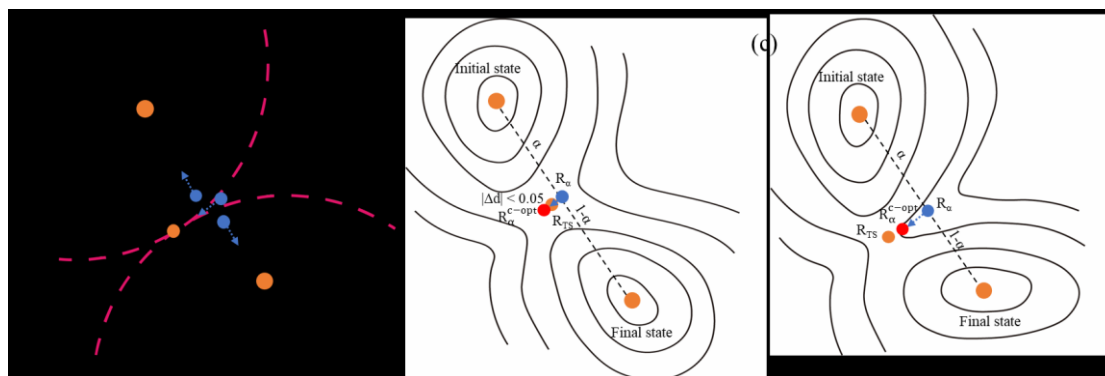 Initial state
α
R_α
|Δd| < 0.05
R_α^{c−opt}
R_TS
1-α
Final state
(c)
Initial state
α
R_α^{c−opt}
R_α
R_TS
1-α
Final state